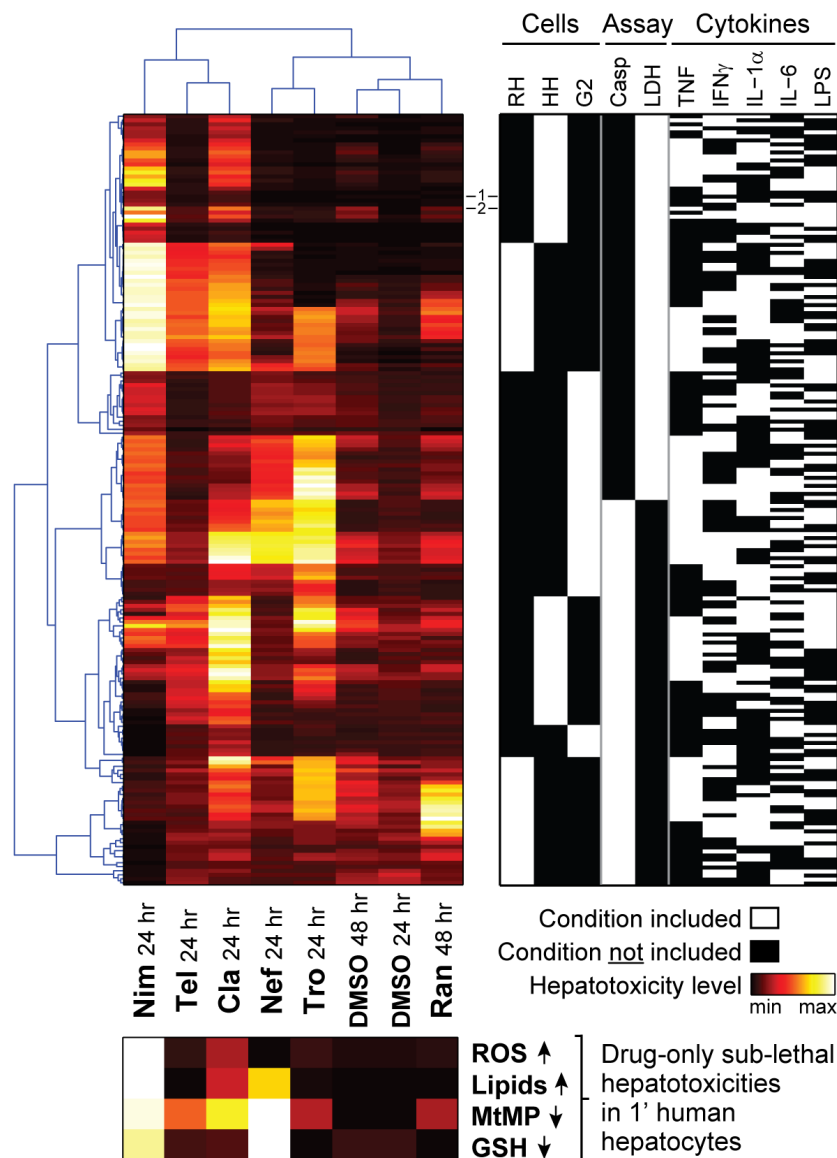 Cells Assay Cytokines
RH HH G2 Casp LDH TNF IFNγ IL−1α IL−6 LPS
1
2
Nim 24 hr
Tel 24 hr
Cla 24 hr
Nef 24 hr
Tro 24 hr
DMSO 48 hr
DMSO 24 hr
Ran 48 hr
Condition included
Condition not included
Hepatotoxicity level
min max
ROS ↑
Lipids ↑
MtMP ↓
GSH ↓
Drug-only sub-lethal
hepatotoxicities
in 1' human
hepatocytes